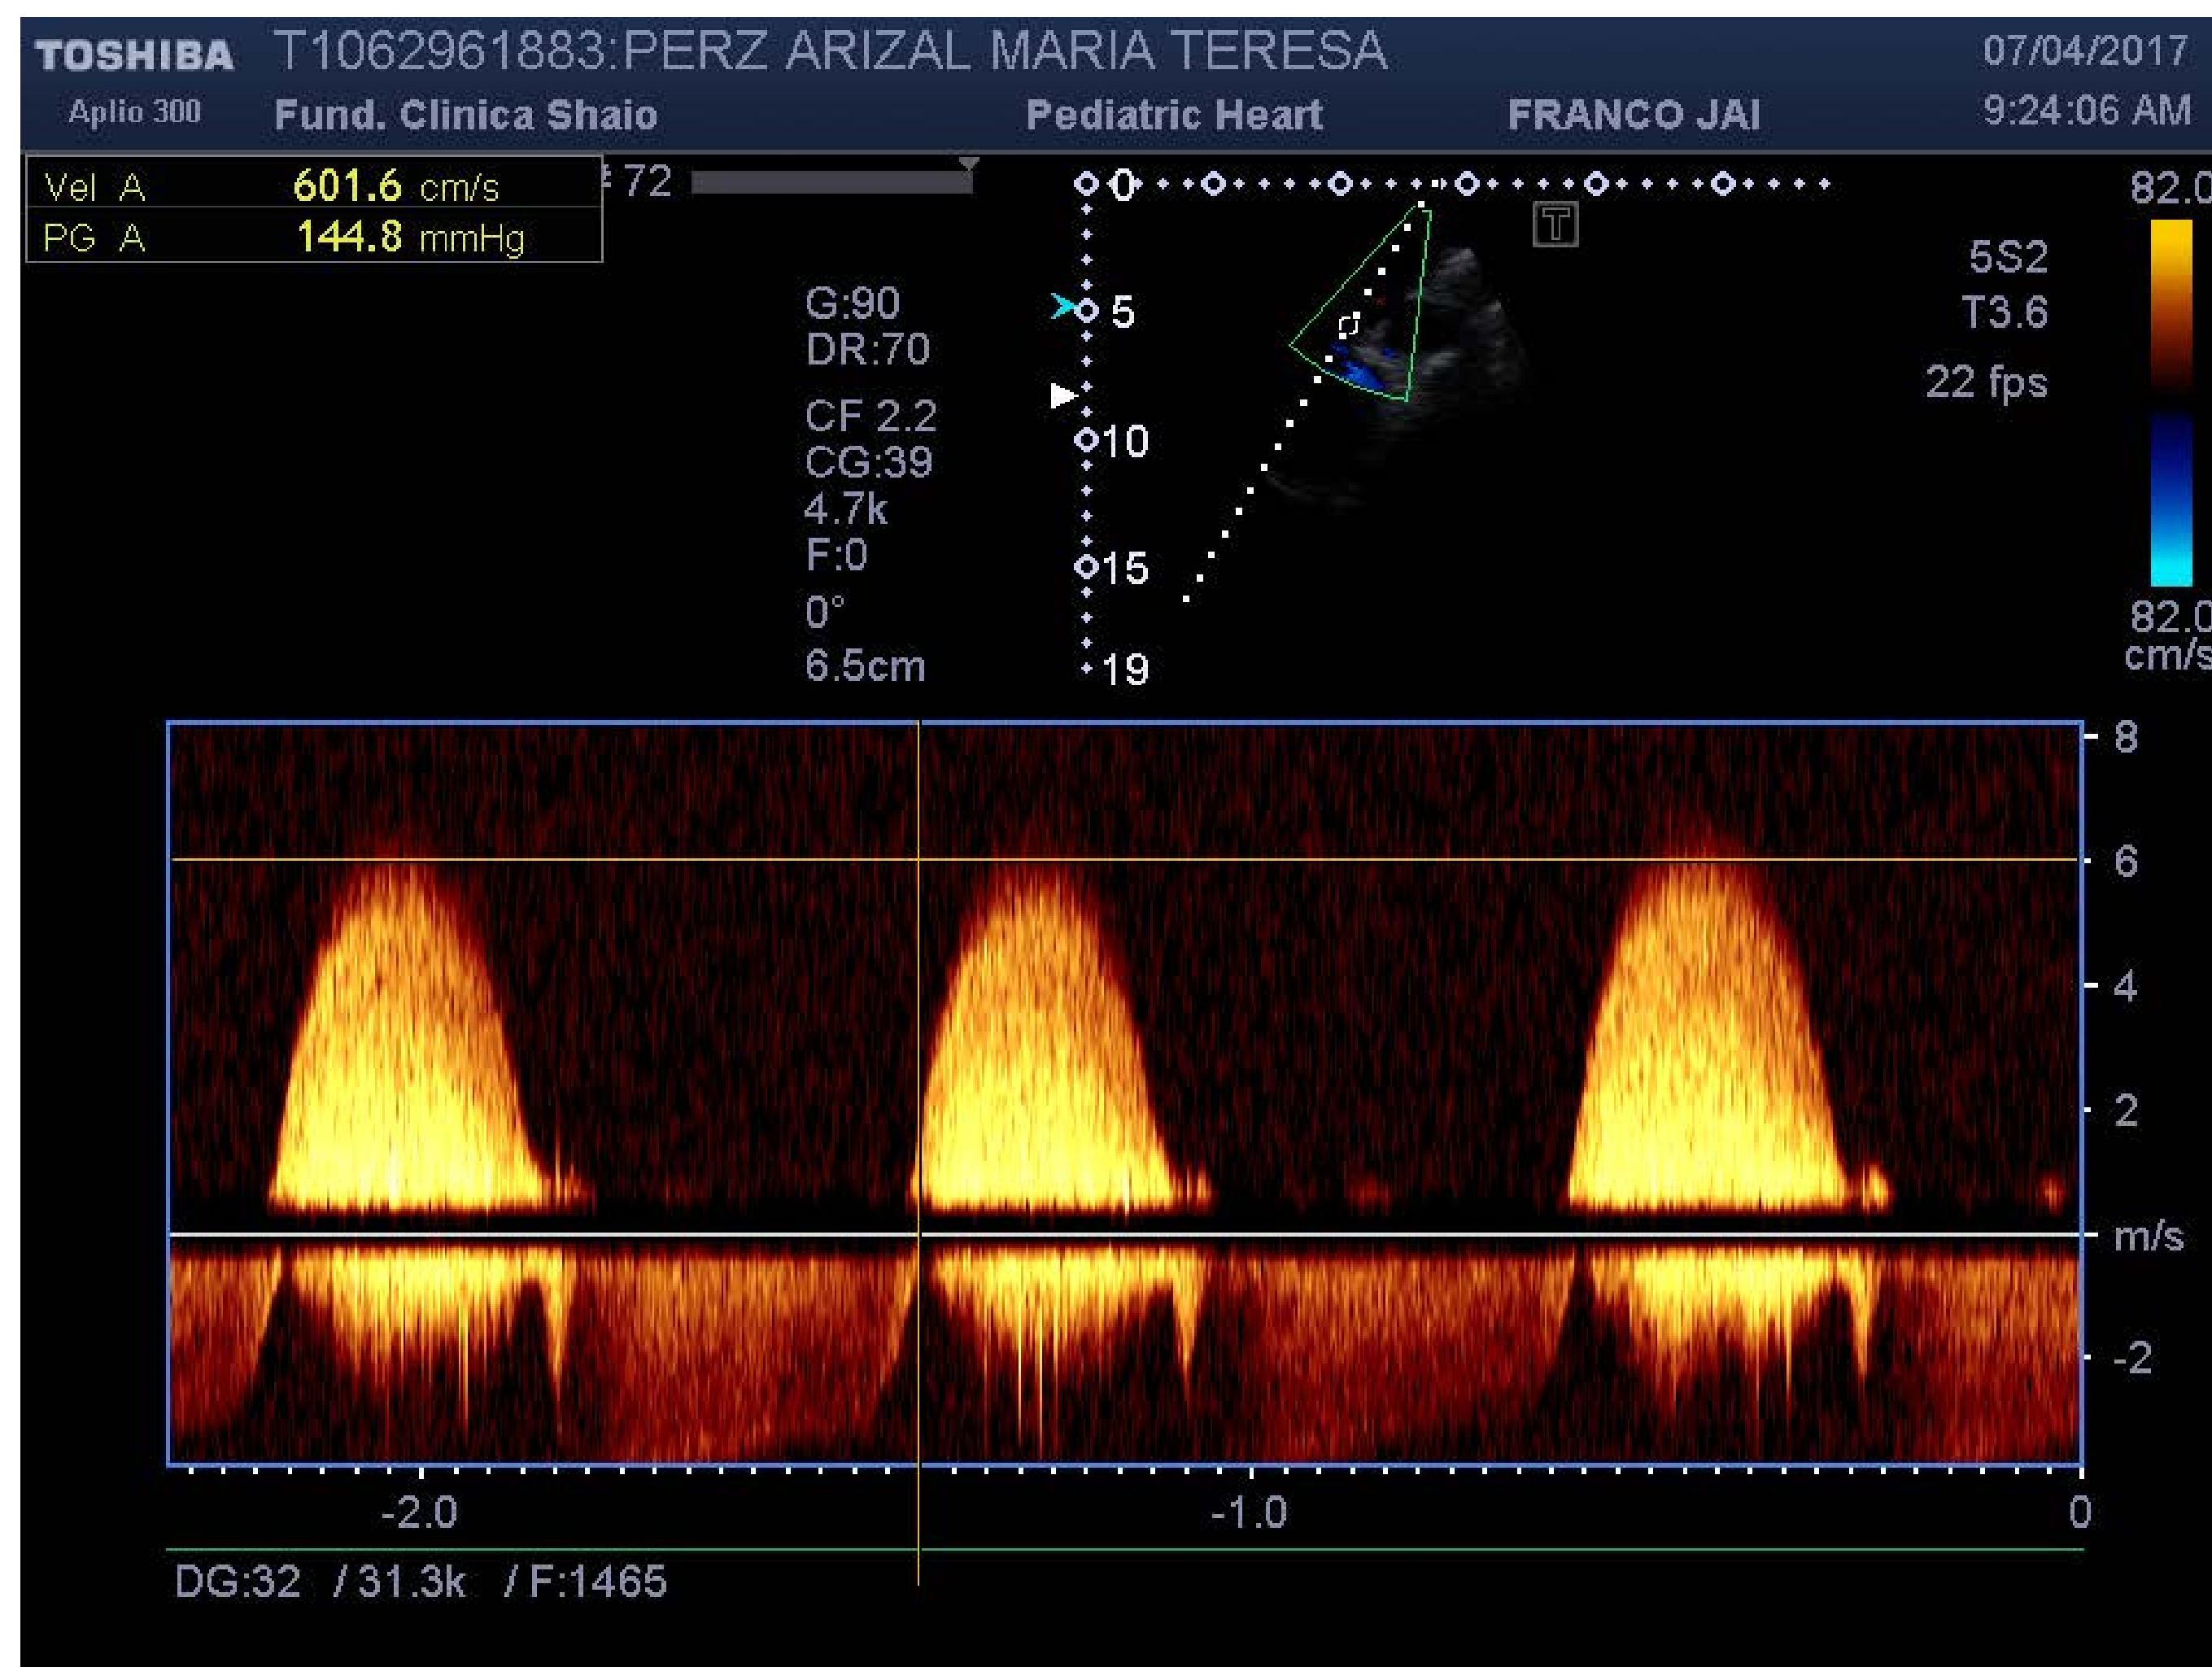 TOSHIBA T1062961883:PERZ ARIZAL MARIA TERESA 07/04/2017
Aplio 300 Fund. Clinica Shaio Pediatric Heart FRANCO JAI 9:24:06 AM
Vel A 601.6 cm/s
PG A 144.8 mmHg
72
0
T
82.0
5S2
T3.6
22 fps
G:90
DR:70
CF 2.2
CG:39
4.7k
F:0
0°
6.5cm
5
10
15
19
82.0
cm/s
8
6
4
2
m/s
-2
-2.0 -1.0 0
DG:32 / 31.3k / F:1465